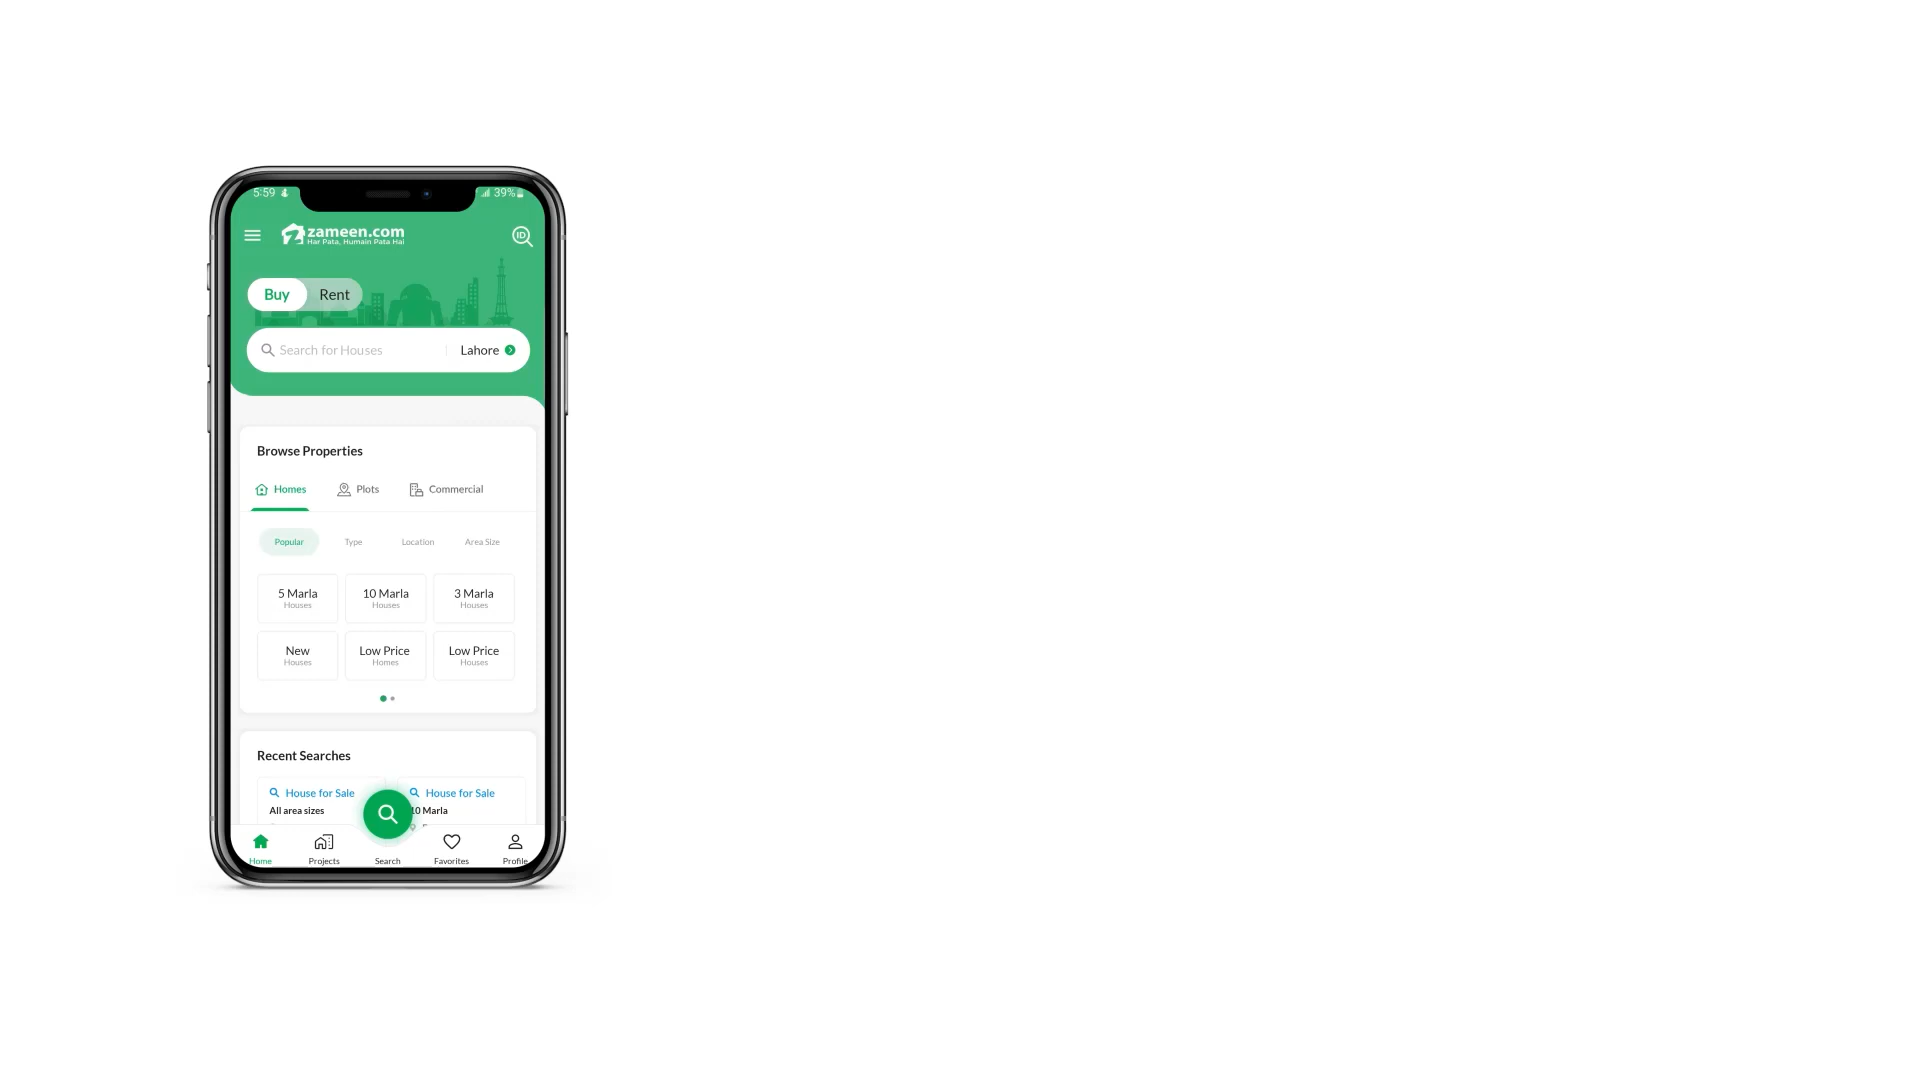 5:59
39%
zameen.com
Har Pata, Humain Pata Hai
ID
Buy Rent
Search for Houses Lahore
Browse Properties
Homes Plots Commercial
Popular Type Location Area Size
5 Marla 10 Marla 3 Marla
Houses Houses Houses
New Low Price Low Price
Houses Homes Houses
Recent Searches
House for Sale House for Sale
All area sizes 10 Marla
Home Projects Search Favorites Profile